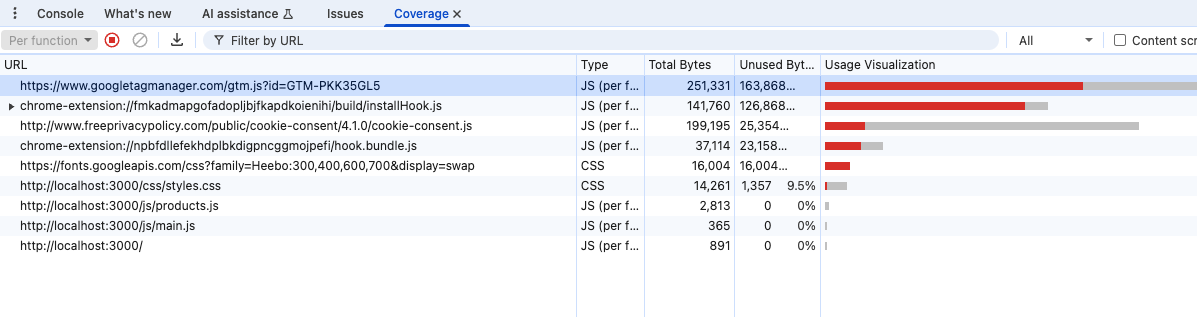 Console What's new AI assistance Issues Coverage
Per function Filter by URL All Content scr
URL Type Total Bytes Unused Byt... Usage Visualization
https://www.googletagmanager.com/gtm.js?id=GTM-PKK35GL5 JS (per f... 251,331 163,868...
chrome-extension://fmkadmapgofadopljbjfkapdkoienihi/build/installHook.js JS (per f... 141,760 126,868...
http://www.freeprivacypolicy.com/public/cookie-consent/4.1.0/cookie-consent.js JS (per f... 199,195 25,354...
chrome-extension://npbfdllefekhdplbkdigpncggmojpefi/hook.bundle.js JS (per f... 37,114 23,158...
https://fonts.googleapis.com/css?family=Heebo:300,400,600,700&display=swap CSS 16,004 16,004...
http://localhost:3000/css/styles.css CSS 14,261 1,357 9.5%
http://localhost:3000/js/products.js JS (per f... 2,813 0 0%
http://localhost:3000/js/main.js JS (per f... 365 0 0%
http://localhost:3000/ JS (per f... 891 0 0%